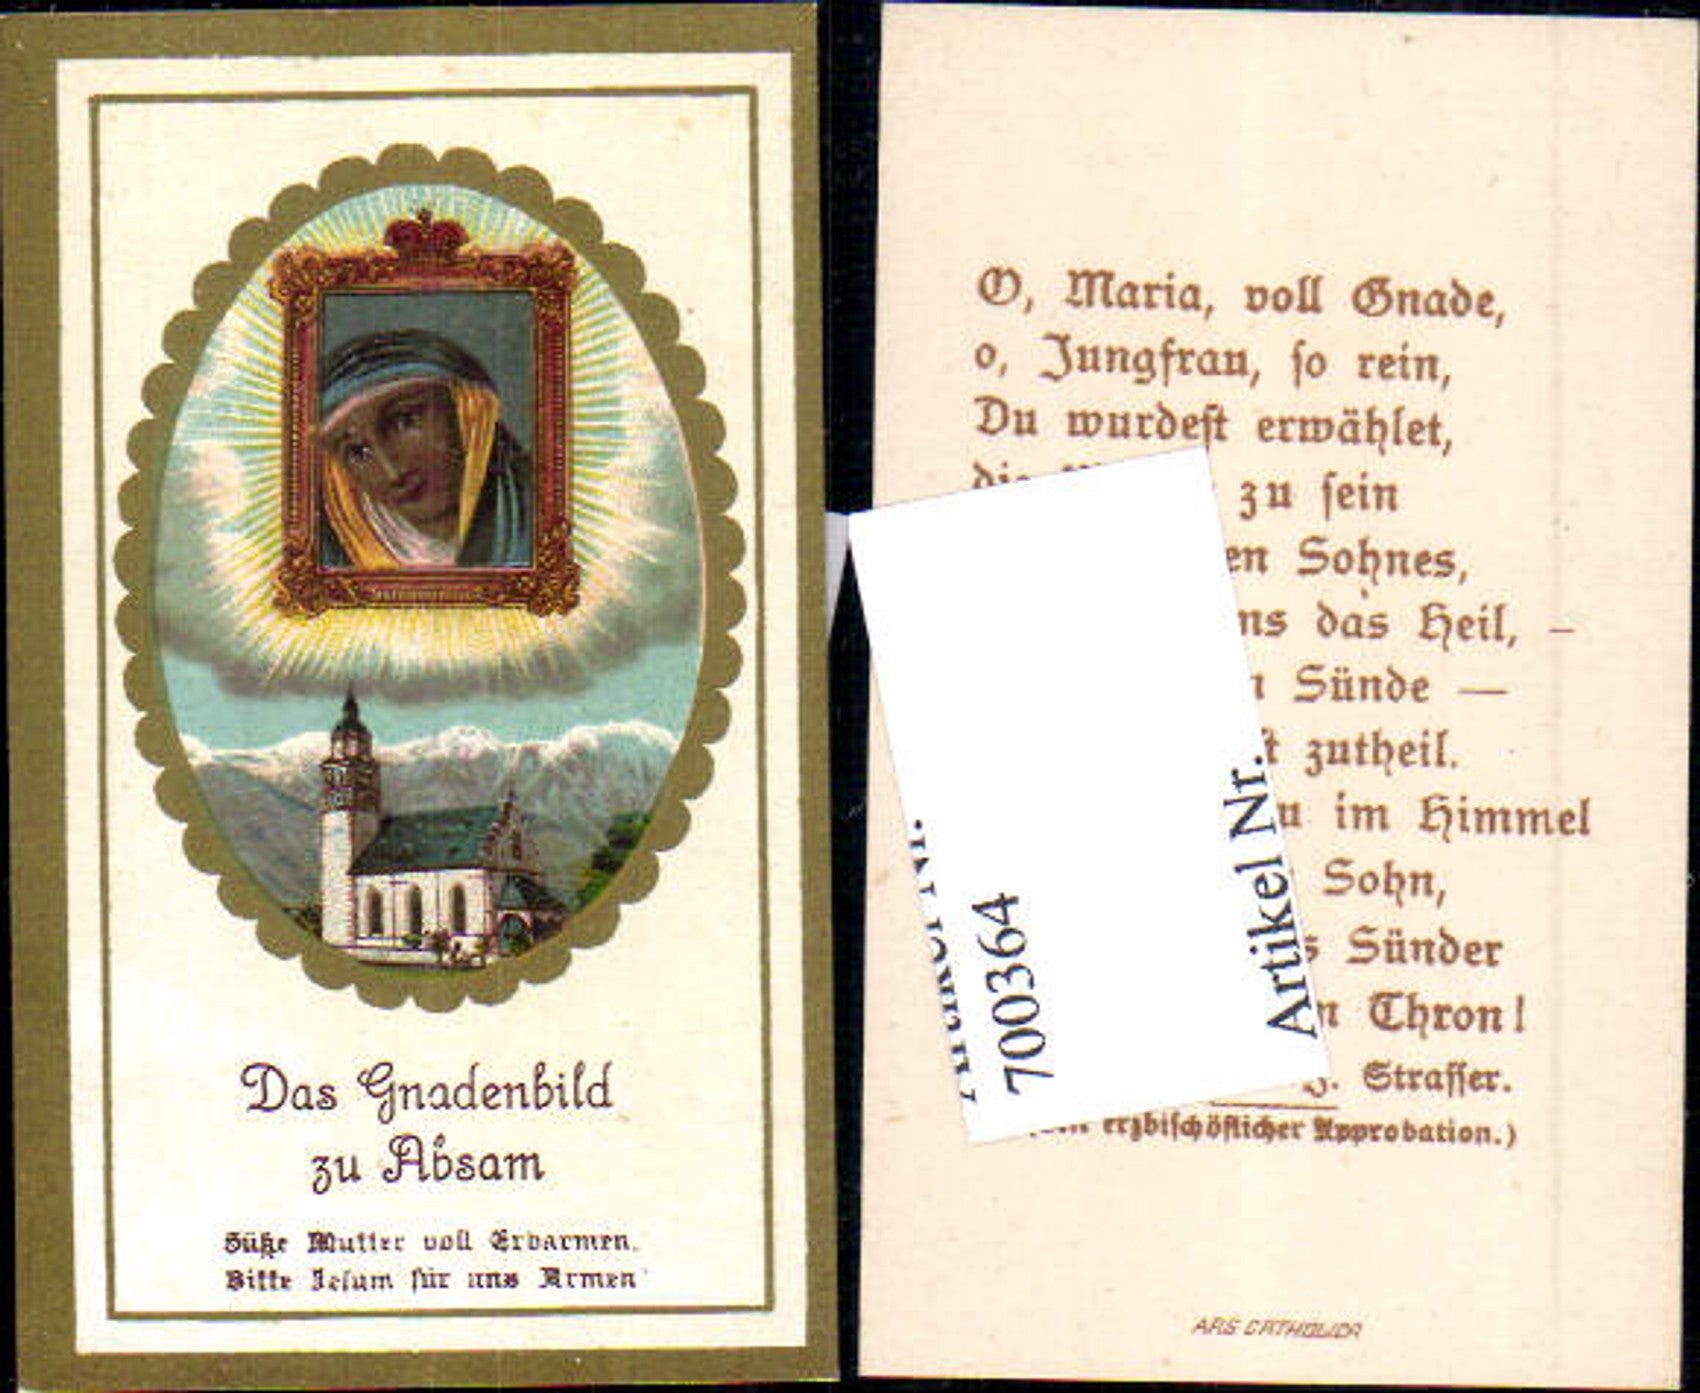 Das Gnadenbild
zu Absam
Süße Mutter voll Erbarmen,
Bitte Jesum für uns Armen
O, Maria, voll Gnade,
o, Jungfrau, so rein,
Du wurdest erwählet,
die zu sein
en Sohnes,
ns das Heil, –
Sünde —
zutheil.
im Himmel
Sohn,
Sünder
Thron!
Strasser.
erzbischöflicher Approbation.)
ARS CATHOLICA
700364
Artikel Nr.